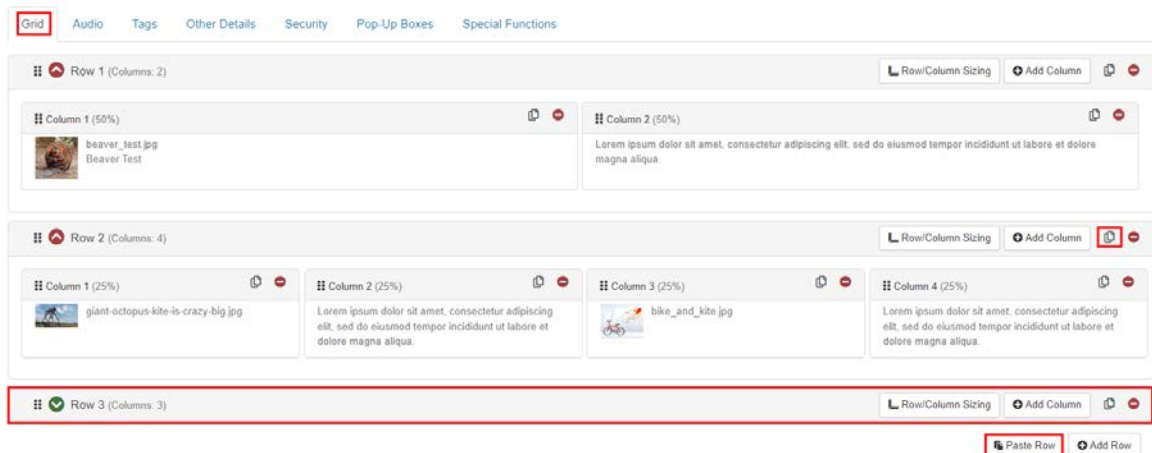 Grid Audio Tags Other Details Security Pop-Up Boxes Special Functions
Row 1 (Columns: 2) Row/Column Sizing Add Column
Column 1 (50%) Column 2 (50%)
beaver_test.jpg
Beaver Test
Lorem ipsum dolor sit amet, consectetur adipiscing elit, sed do eiusmod tempor incididunt ut labore et dolore
magna aliqua.
Row 2 (Columns: 4) Row/Column Sizing Add Column
Column 1 (25%) Column 2 (25%) Column 3 (25%) Column 4 (25%)
giant-octopus-kite-is-crazy-big.jpg
Lorem ipsum dolor sit amet, consectetur adipiscing
elit, sed do eiusmod tempor incididunt ut labore et
dolore magna aliqua.
bike_and_kite.jpg
Lorem ipsum dolor sit amet, consectetur adipiscing
elit, sed do eiusmod tempor incididunt ut labore et
dolore magna aliqua.
Row 3 (Columns: 3) Row/Column Sizing Add Column
Paste Row Add Row